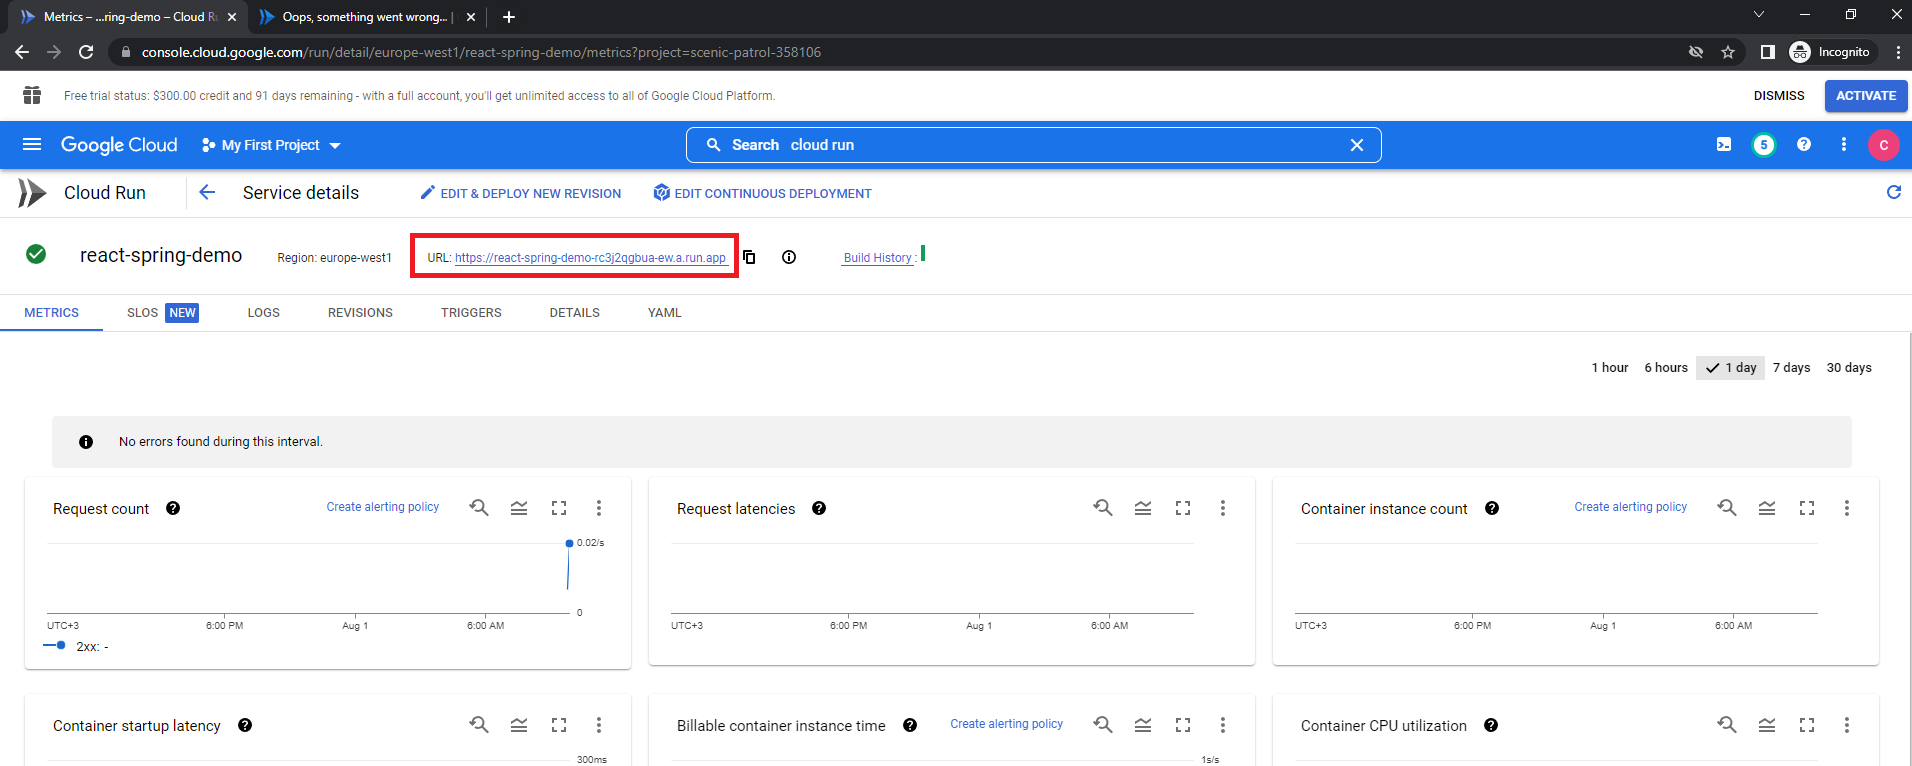 Metrics – ...ring-demo – Cloud R
Oops, something went wrong... |
console.cloud.google.com/run/detail/europe-west1/react-spring-demo/metrics?project=scenic-patrol-358106
Incognito
Free trial status: $300.00 credit and 91 days remaining - with a full account, you'll get unlimited access to all of Google Cloud Platform.
DISMISS
ACTIVATE
Google Cloud
My First Project
Search cloud run
5
C
Cloud Run
Service details
EDIT & DEPLOY NEW REVISION
EDIT CONTINUOUS DEPLOYMENT
react-spring-demo
Region: europe-west1
URL: https://react-spring-demo-rc3j2qgbua-ew.a.run.app
Build History :
METRICS
SLOS NEW
LOGS
REVISIONS
TRIGGERS
DETAILS
YAML
1 hour
6 hours
1 day
7 days
30 days
No errors found during this interval.
Request count
Create alerting policy
0.02/s
0
UTC+3
6:00 PM
Aug 1
6:00 AM
2xx: -
Request latencies
UTC+3
6:00 PM
Aug 1
6:00 AM
Container instance count
Create alerting policy
UTC+3
6:00 PM
Aug 1
6:00 AM
Container startup latency
300ms
Billable container instance time
Create alerting policy
1s/s
Container CPU utilization